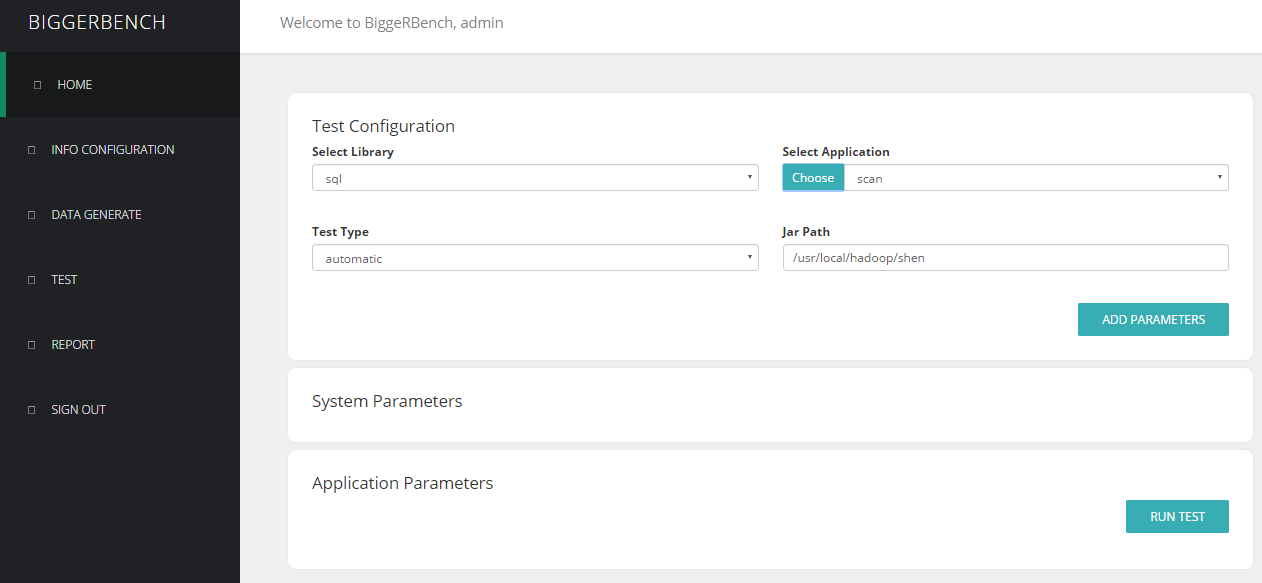 BIGGERBENCH
Welcome to BiggeRBench, admin
HOME
INFO CONFIGURATION
DATA GENERATE
TEST
REPORT
SIGN OUT
Test Configuration
Select Library
sql
Select Application
Choose scan
Test Type
automatic
Jar Path
/usr/local/hadoop/shen
ADD PARAMETERS
System Parameters
Application Parameters
RUN TEST